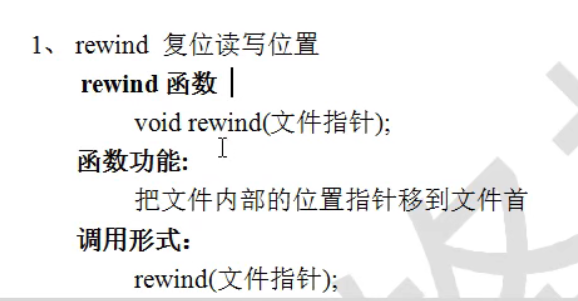 1、 rewind 复位读写位置
rewind 函数
void rewind(文件指针);
函数功能:
把文件内部的位置指针移到文件首
调用形式：
rewind(文件指针);